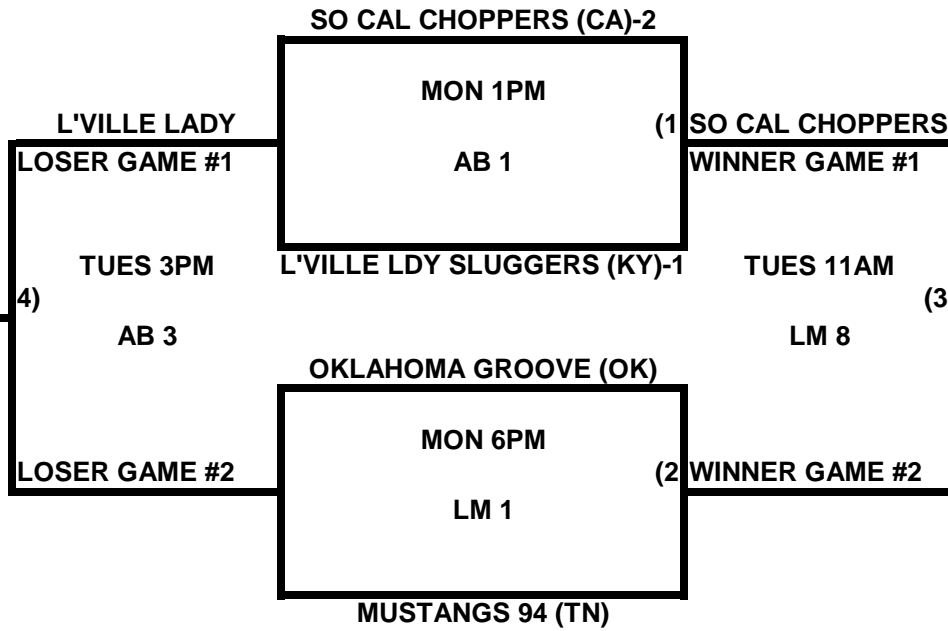 SO CAL CHOPPERS (CA)-2
MON 1PM
L'VILLE LADY
(1
SO CAL CHOPPERS
LOSER GAME #1
AB 1
WINNER GAME #1
TUES 3PM
L'VILLE LDY SLUGGERS (KY)-1
TUES 11AM
4)
(3
AB 3
LM 8
OKLAHOMA GROOVE (OK)
MON 6PM
LOSER GAME #2
(2
WINNER GAME #2
LM 1
MUSTANGS 94 (TN)